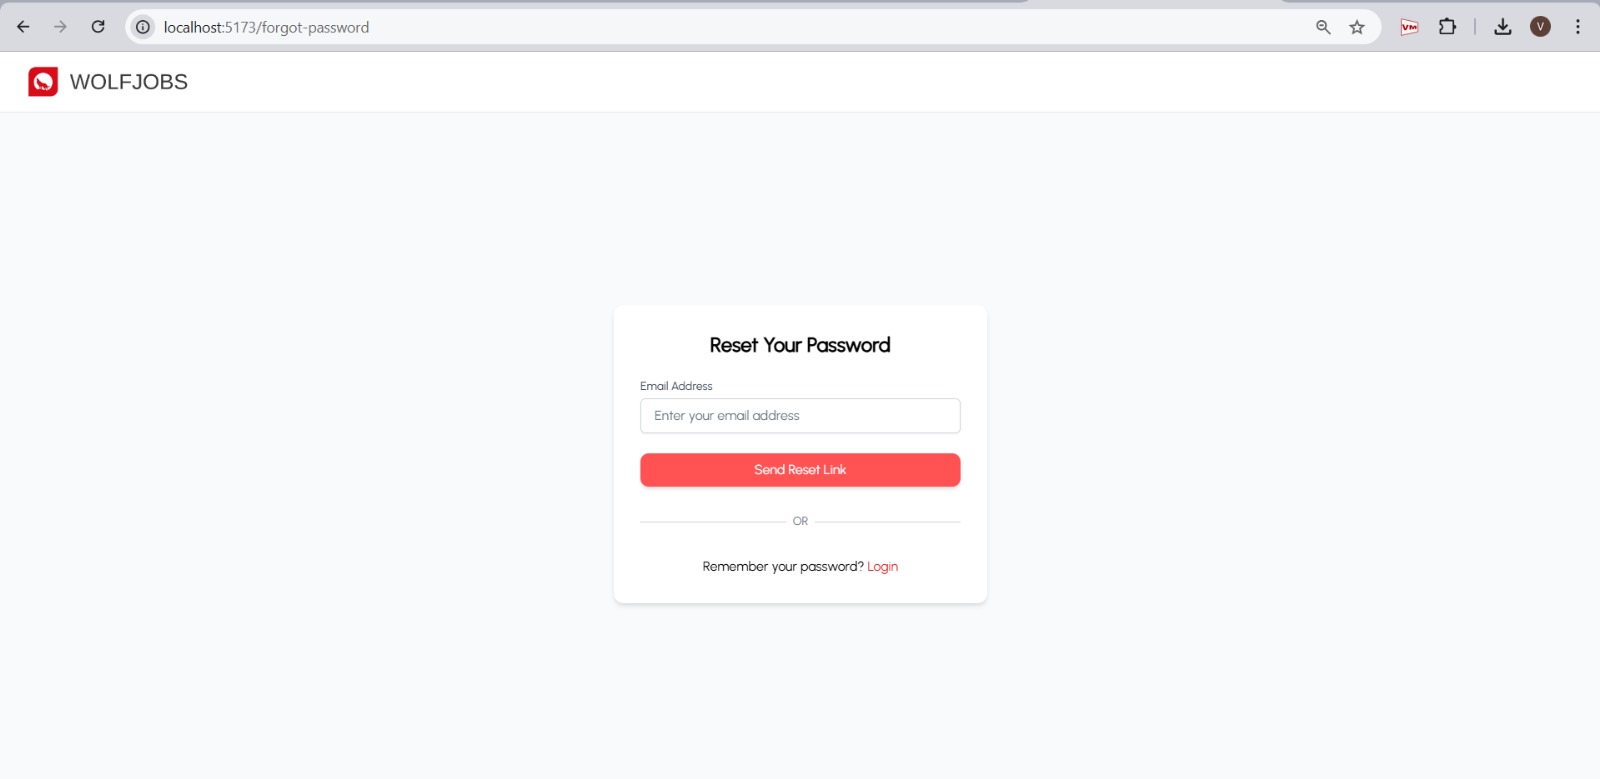 localhost:5173/forgot-password
VM
V
WOLFJOBS
Reset Your Password
Email Address
Enter your email address
Send Reset Link
OR
Remember your password? Login